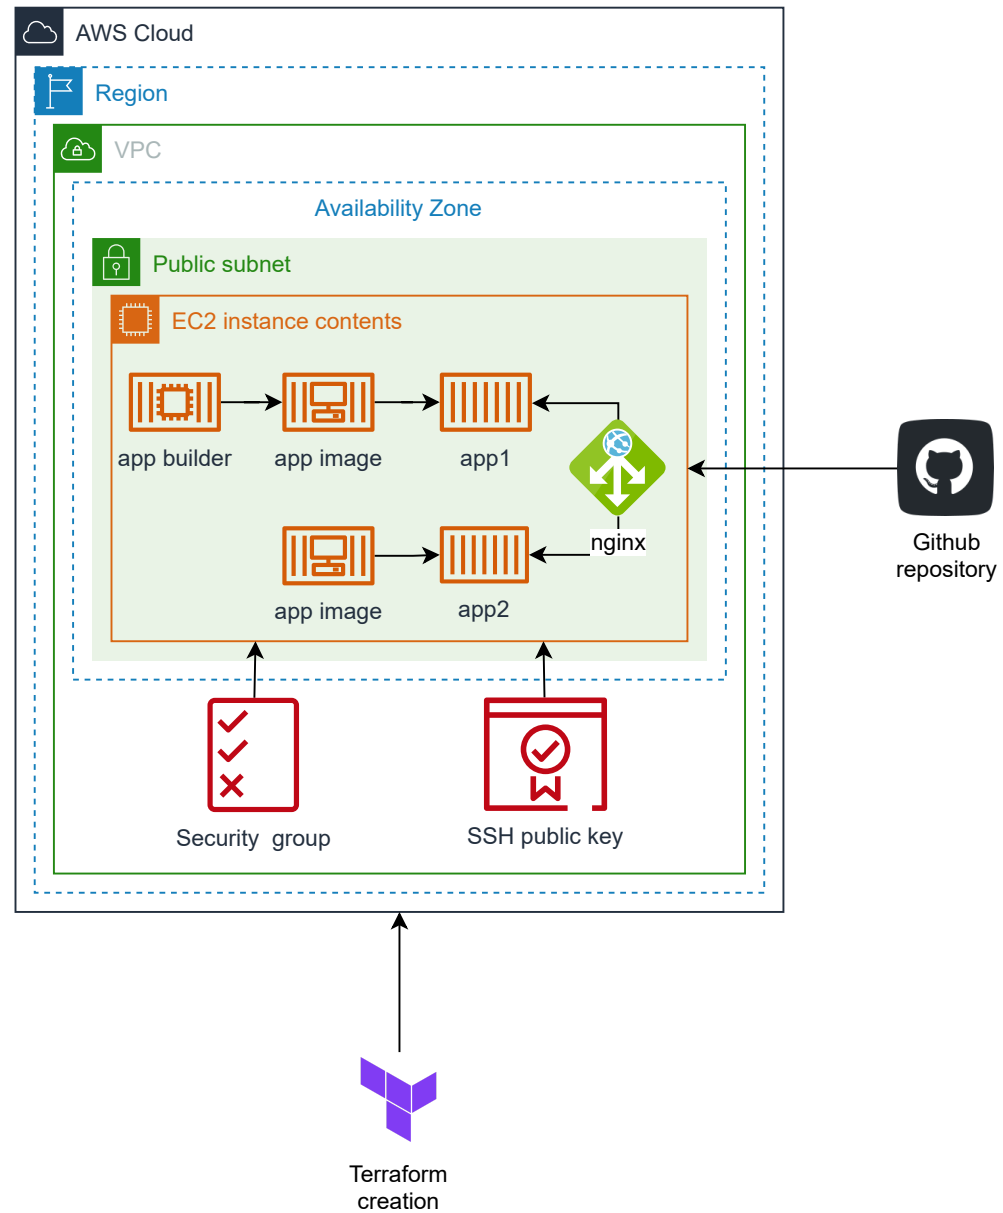 AWS Cloud
Region
VPC
Availability Zone
Public subnet
EC2 instance contents
app builder
app image
app1
nginx
app image
app2
Github
repository
Security  group
SSH public key
Terraform
creation